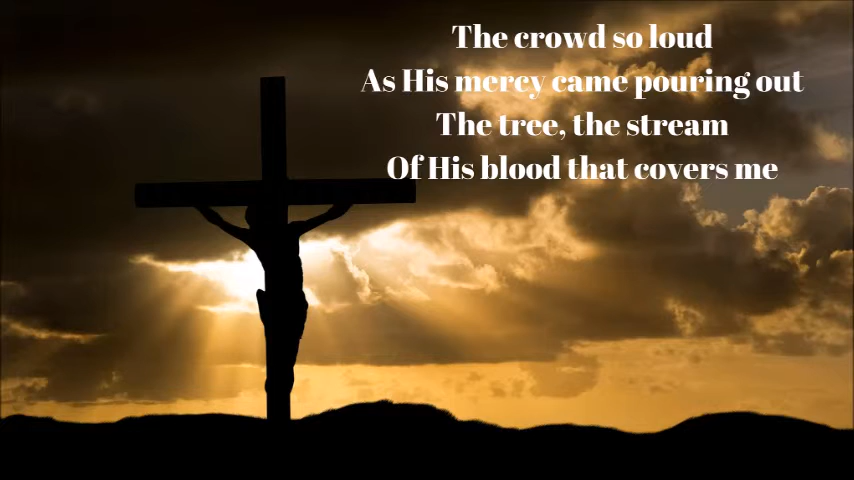 The crowd so loud
As His mercy came pouring out
The tree, the stream
Of His blood that covers me